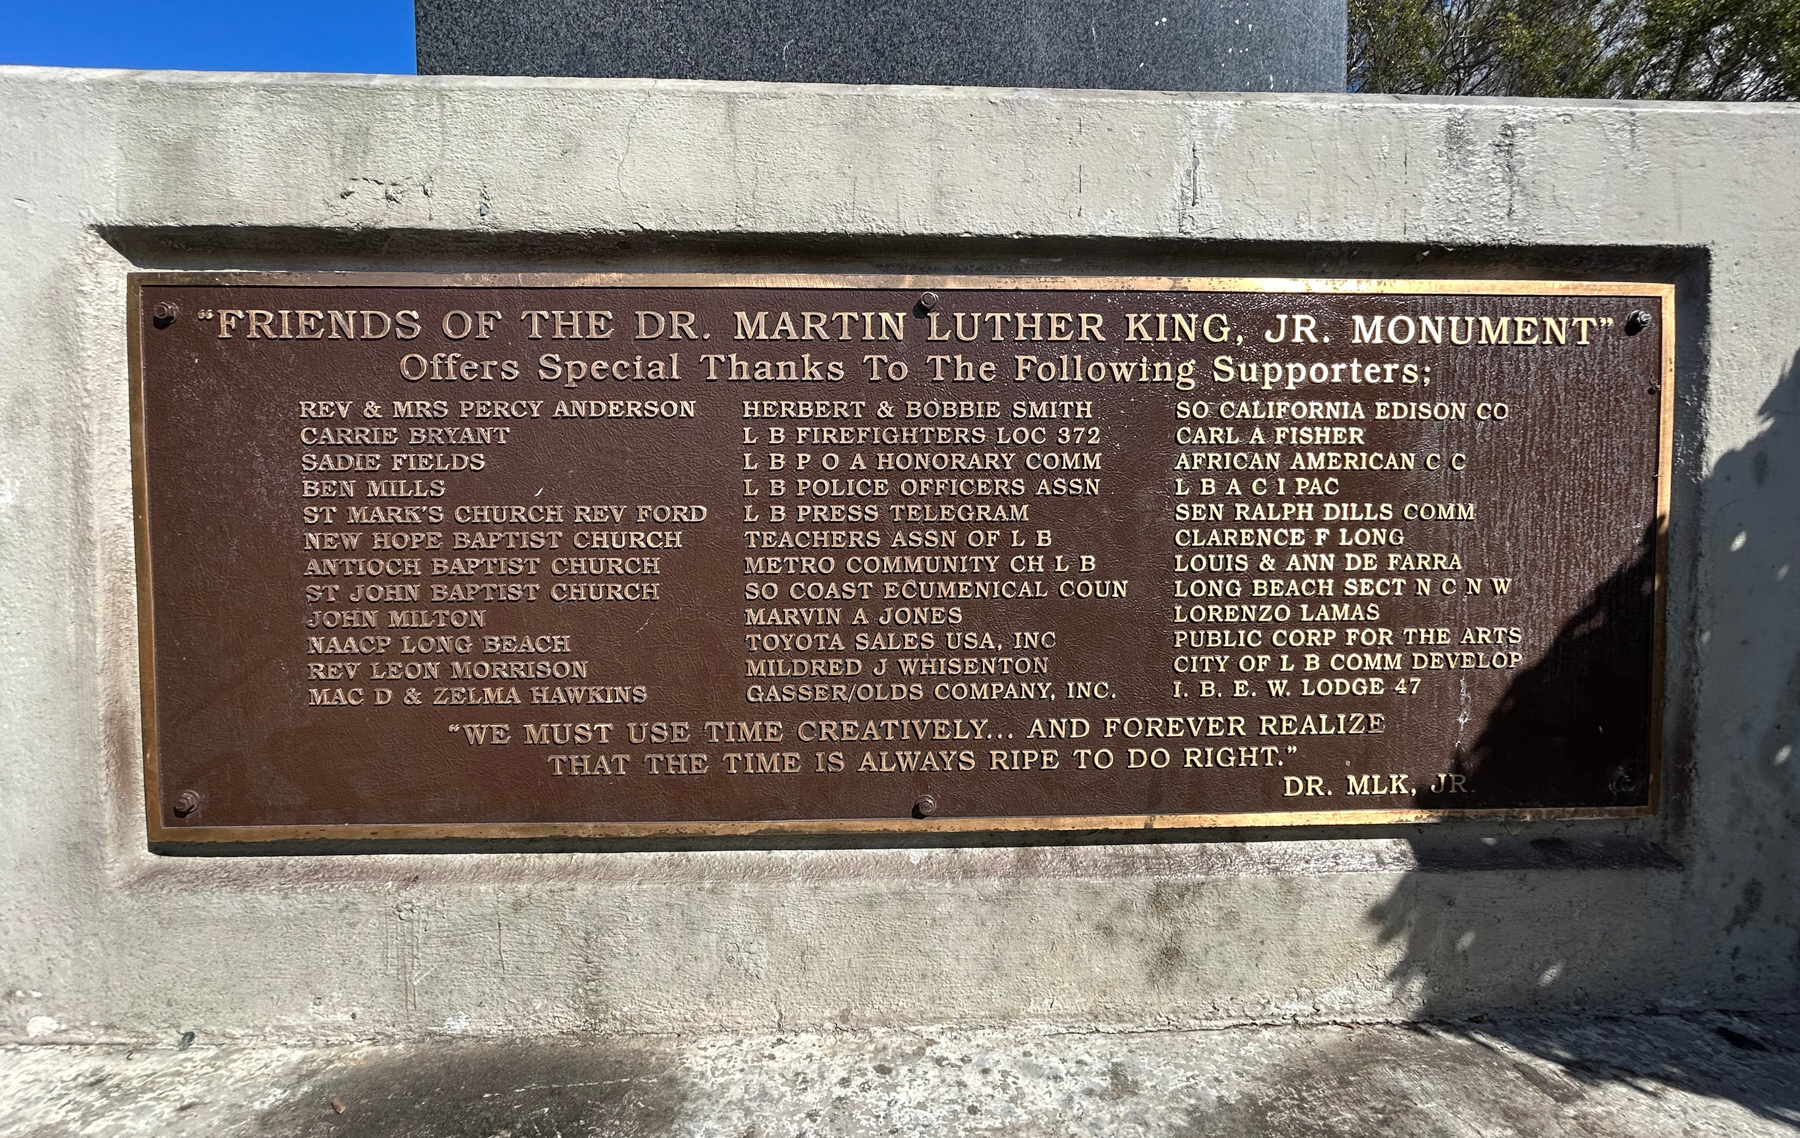 “FRIENDS OF THE DR. MARTIN LUTHER KING, JR. MONUMENT”
Offers Special Thanks To The Following Supporters;
REV & MRS PERCY ANDERSON
CARRIE BRYANT
SADIE FIELDS
BEN MILLS
ST MARK'S CHURCH REV FORD
NEW HOPE BAPTIST CHURCH
ANTIOCH BAPTIST CHURCH
ST JOHN BAPTIST CHURCH
JOHN MILTON
NAACP LONG BEACH
REV LEON MORRISON
MAC D & ZELMA HAWKINS
HERBERT & BOBBIE SMITH
L B FIREFIGHTERS LOC 372
L B P O A HONORARY COMM
L B POLICE OFFICERS ASSN
L B PRESS TELEGRAM
TEACHERS ASSN OF L B
METRO COMMUNITY CH L B
SO COAST ECUMENICAL COUN
MARVIN A JONES
TOYOTA SALES USA, INC
MILDRED J WHISENTON
GASSER/OLDS COMPANY, INC.
SO CALIFORNIA EDISON CO
CARL A FISHER
AFRICAN AMERICAN C C
L B A C I PAC
SEN RALPH DILLS COMM
CLARENCE F LONG
LOUIS & ANN DE FARRA
LONG BEACH SECT N C N W
LORENZO LAMAS
PUBLIC CORP FOR THE ARTS
CITY OF L B COMM DEVELOP
I. B. E. W. LODGE 47
“WE MUST USE TIME CREATIVELY... AND FOREVER REALIZE
THAT THE TIME IS ALWAYS RIPE TO DO RIGHT.”
DR. MLK, JR.